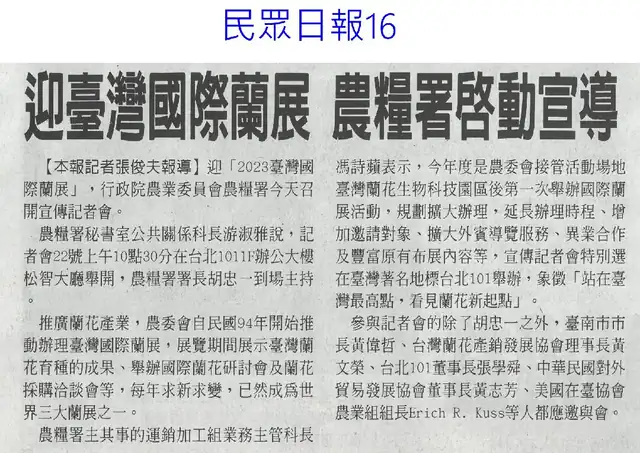 民眾日報16
迎臺灣國際蘭展 農糧署啓動宣導
【本報記者張俊夫報導】迎「2023臺灣國
際蘭展」,行政院農業委員會農糧署今天召
開宣傳記者會。
農糧署秘書室公共關係科長游淑雅說,記
者會22號上午10點30分在台北1011F辦公大樓
松智大廳舉開,農糧署署長胡忠一到場主持
。
推廣蘭花產業,農委會自民國94年開始推
動辦理臺灣國際蘭展,展覽期間展示臺灣蘭
花育種的成果、舉辦國際蘭花研討會及蘭花
採購洽談會等,每年求新求變,已然成為世
界三大蘭展之一。
農糧署主其事的運銷加工組業務主管科長
馮詩蘋表示,今年度是農委會接管活動場地
臺灣蘭花生物科技園區後第一次舉辦國際蘭
展活動,規劃擴大辦理,延長辦理時程、增
加邀請對象、擴大外賓導覽服務、異業合作
及豐富原有布展內容等,宣傳記者會特別選
在臺灣著名地標台北101舉辦,象徵「站在臺
灣最高點,看見蘭花新起點」。
參與記者會的除了胡忠一之外,臺南市市
長黃偉哲、台灣蘭花產銷發展協會理事長黃
文榮、台北101董事長張學舜、中華民國對外
貿易發展協會董事長黃志芳、美國在臺協會
農業組組長Erich R. Kuss等人都應邀與會。